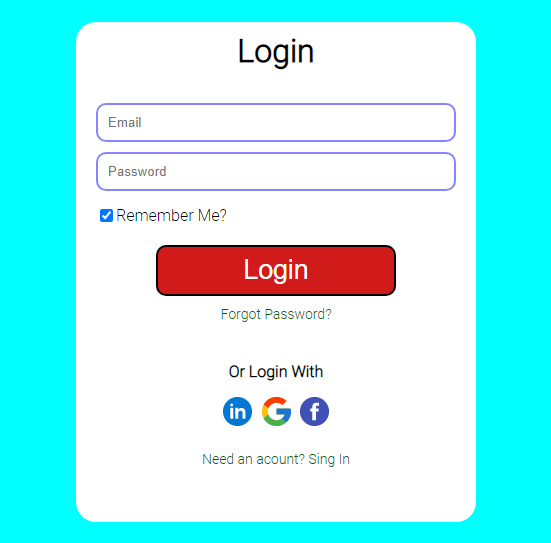 Login
Email
Password
Remember Me?
Login
Forgot Password?
Or Login With
in G f
Need an acount? Sing In